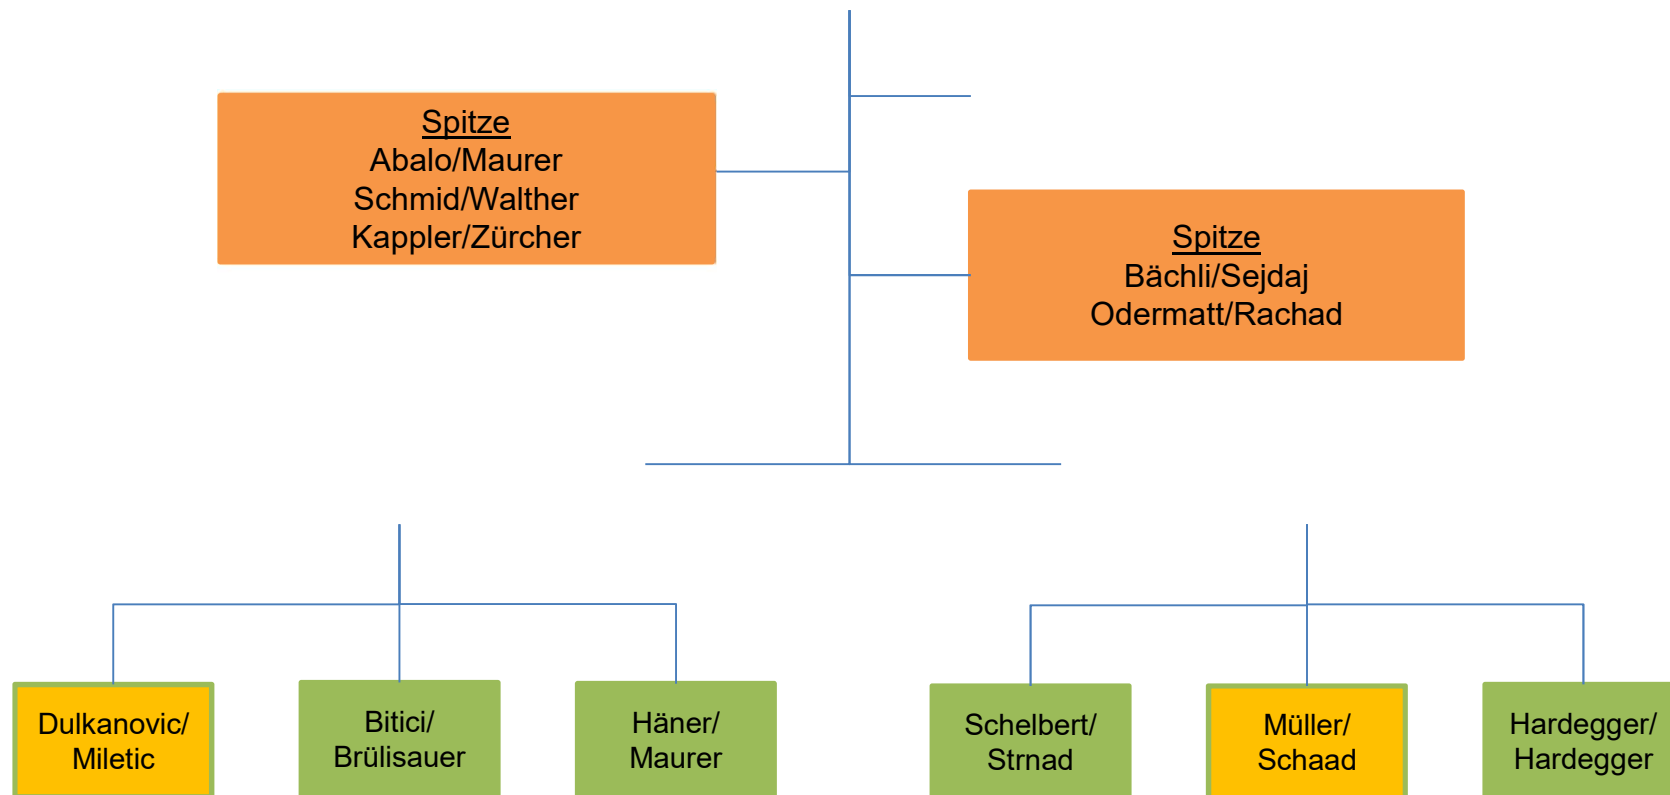 Spitze
Abalo/Maurer
Schmid/Walther
Kappler/Zürcher
Spitze
Bächli/Sejdaj
Odermatt/Rachad
Dulkanovic/
Miletic
Bitici/
Brülisauer
Häner/
Maurer
Schelbert/
Strnad
Müller/
Schaad
Hardegger/
Hardegger